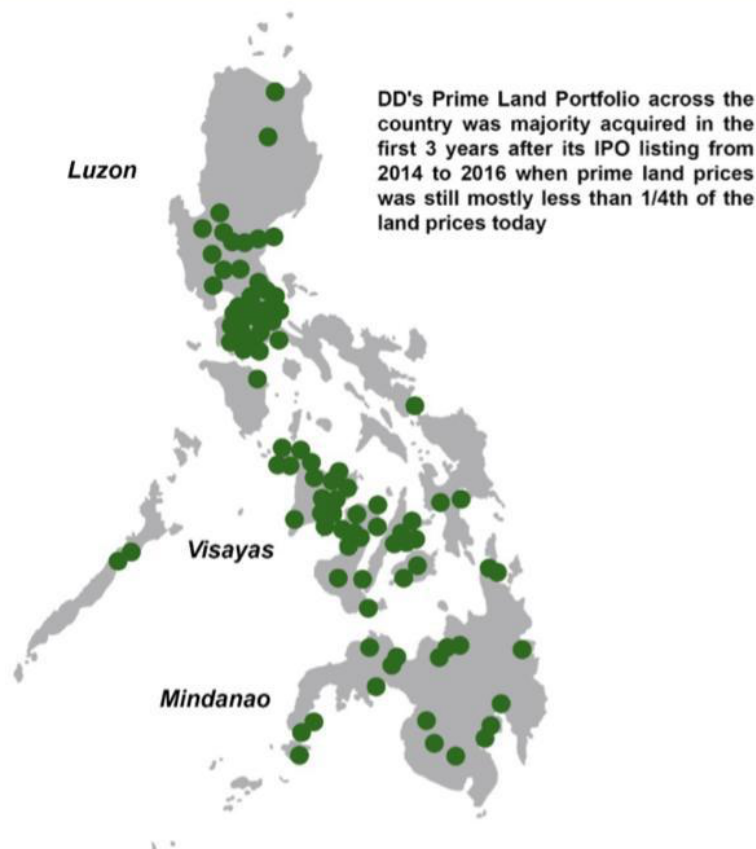 DD's Prime Land Portfolio across the
country was majority acquired in the
first 3 years after its IPO listing from
2014 to 2016 when prime land prices
was still mostly less than 1/4th of the
land prices today
Luzon
Visayas
Mindanao